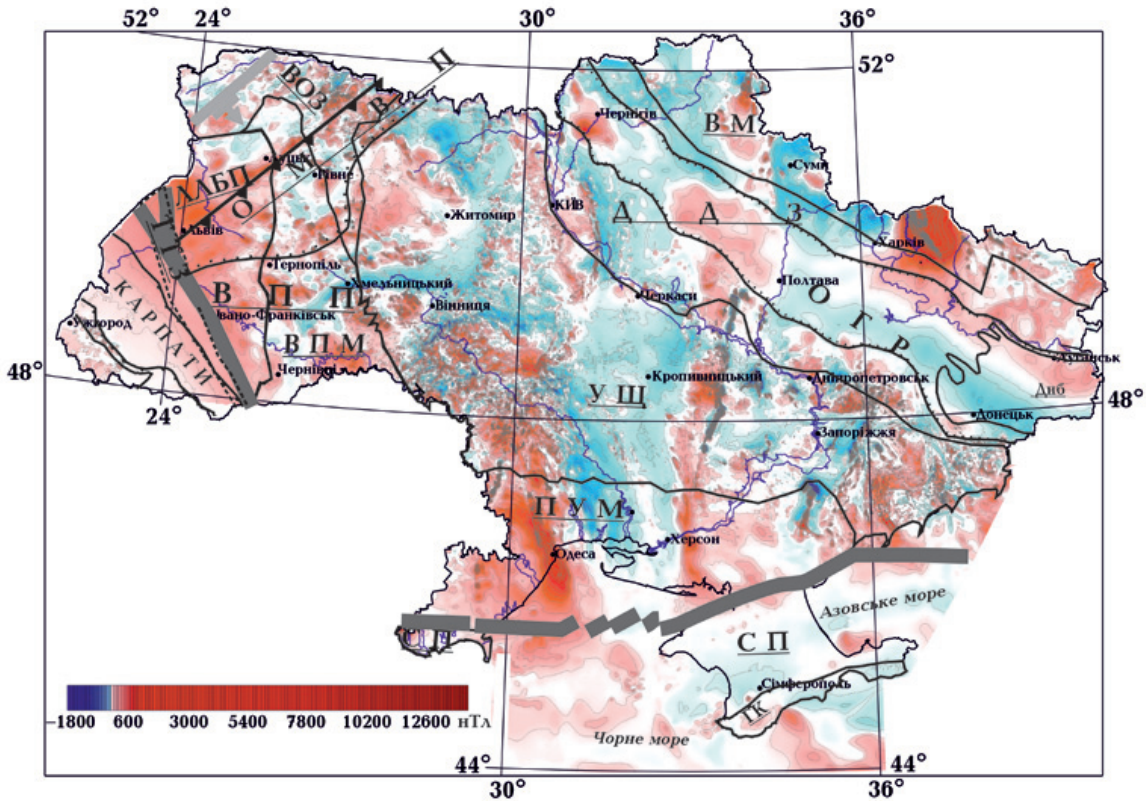 52° 24° 30° 36°
52°
П
ВОЗ
В
Чернігів
В М
Суми
Луцьк
М
Рівне
ЛЛБП
О
Житомир
КИЇВ
Д Д З
Львів
Харків
Тернопіль
Хмельницький
Полтава
В П П
Вінниця
Черкаси
О
Івано-Франківськ
Г
Ужгород
КАРПАТИ
В П М
Р
Луганськ
48°
Чернівці
Кропивницький
Дніпропетровськ
Днб
48°
У Щ
24°
Донецьк
Запоріжжя
П У М
Херсон
Одеса
Азовське море
С П
Сімферополь
ГК
−1800 600 3000 5400 7800 10200 12600 нТл
Чорне море
44° 44°
30° 36°